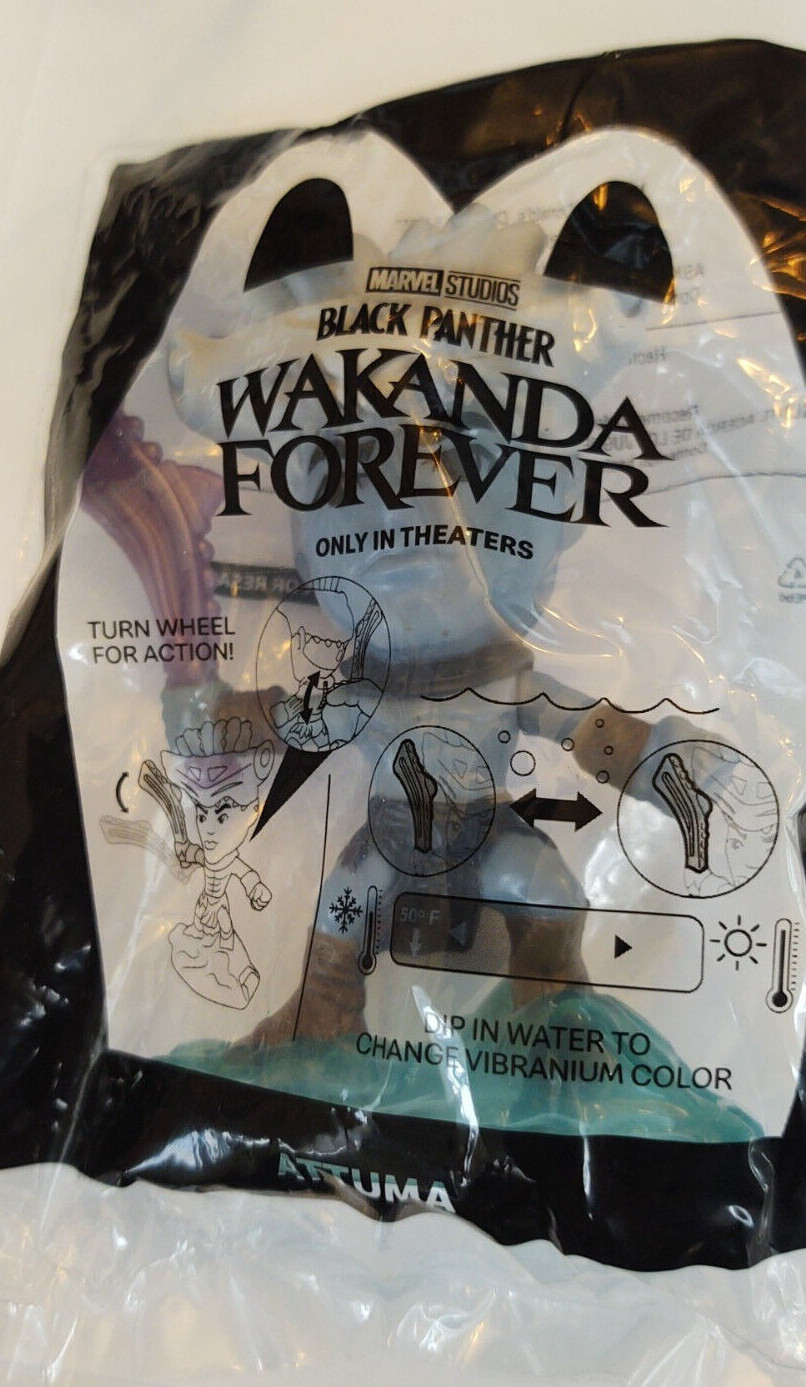 MARVEL STUDIOS
BLACK PANTHER
WAKANDA
FOREVER
ONLY IN THEATERS
TURN WHEEL
FOR ACTION!
50° F
DIP IN WATER TO
CHANGE VIBRANIUM COLOR
ATTUMA